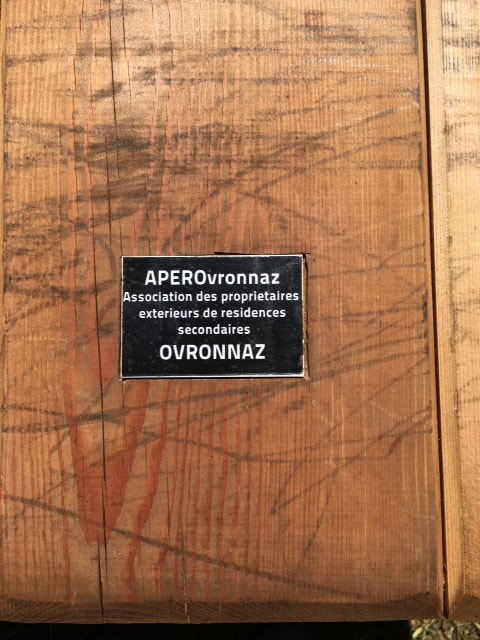 APEROvronnaz
Association des proprietaires
exterieurs de residences
secondaires
OVRONNAZ